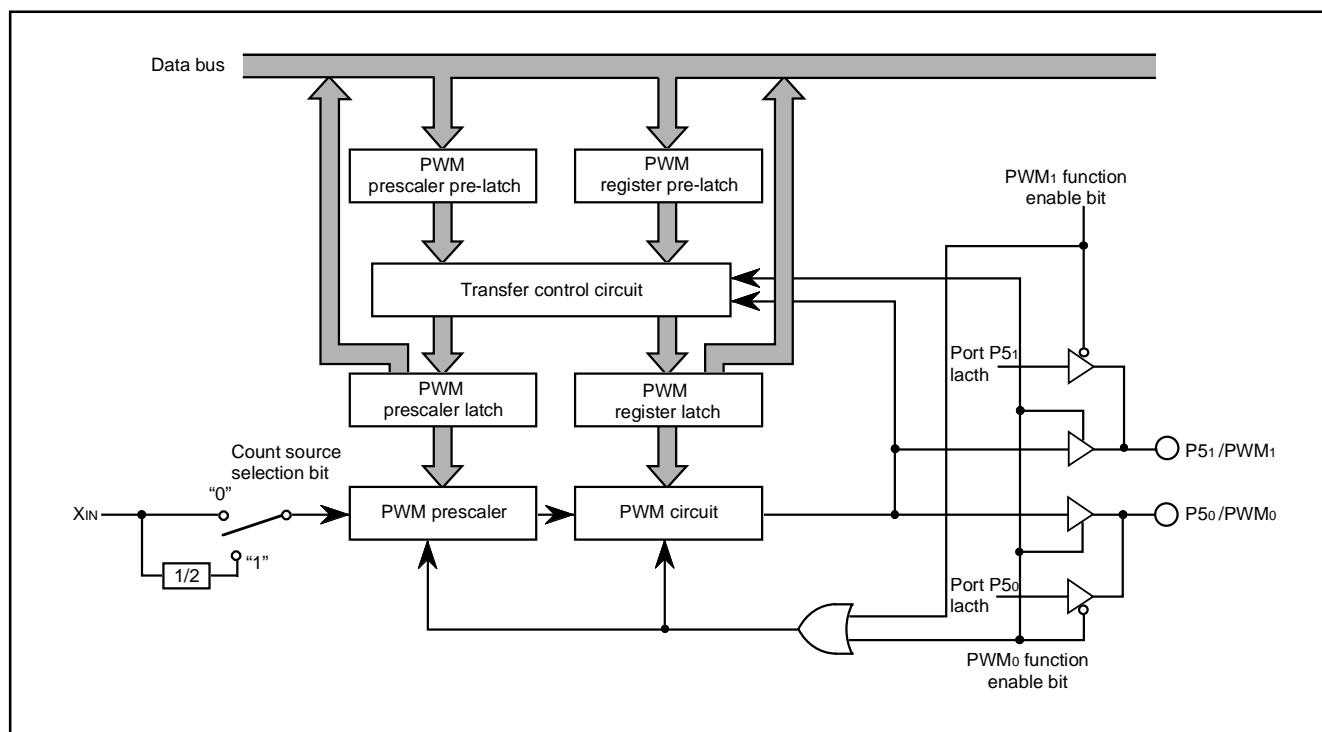 Data bus
PWM
prescaler pre-latch
PWM
register pre-latch
PWM1 function
enable bit
Transfer control circuit
Port P51
lacth
PWM
prescaler latch
PWM
register latch
Count source
selection bit
P51/PWM1
“0”
XIN
PWM prescaler
PWM circuit
P50/PWM0
“1”
1/2
Port P50
lacth
PWM0 function
enable bit